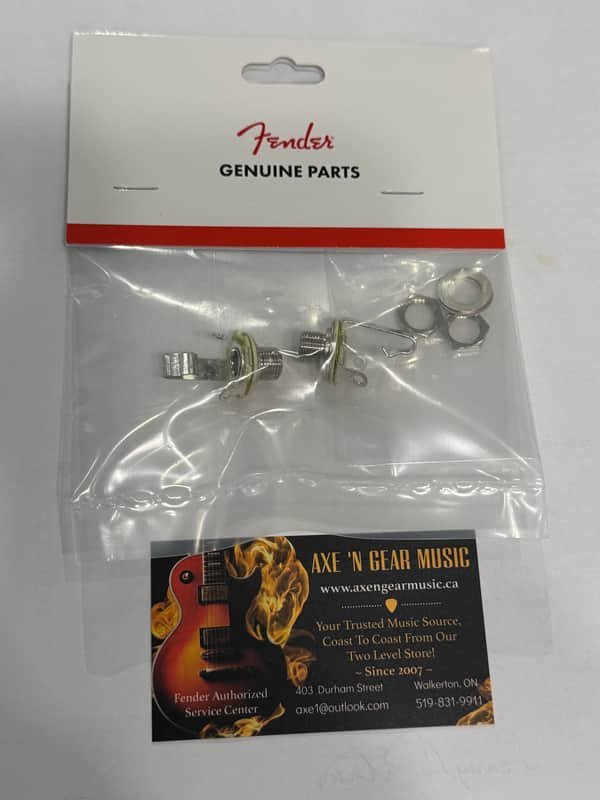 Fender
GENUINE PARTS
AXE 'N GEAR MUSIC
www.axengearmusic.ca
Your Trusted Music Source,
Coast To Coast From Our
Two Level Store!
~ Since 2007 ~
Fender Authorized
Service Center
403 Durham Street
Walkerton, ON
axe1@outlook.com
519-831-9911